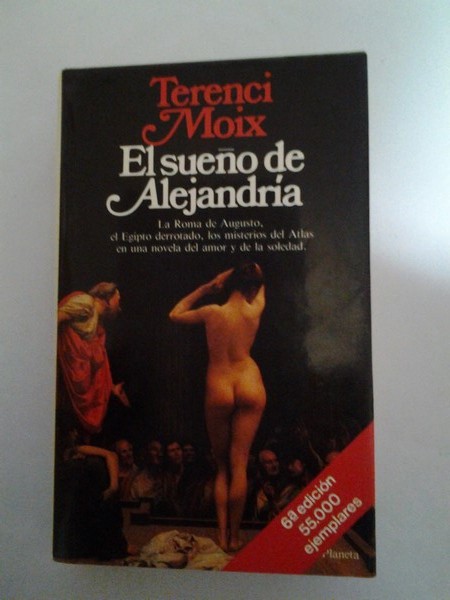 Terenci
Moix
El sueño de
Alejandría
La Roma de Augusto,
el Egipto derrotado, los misterios del Atlas
en una novela del amor y de la soledad.
6ª edición
55.000
ejemplares
Planeta